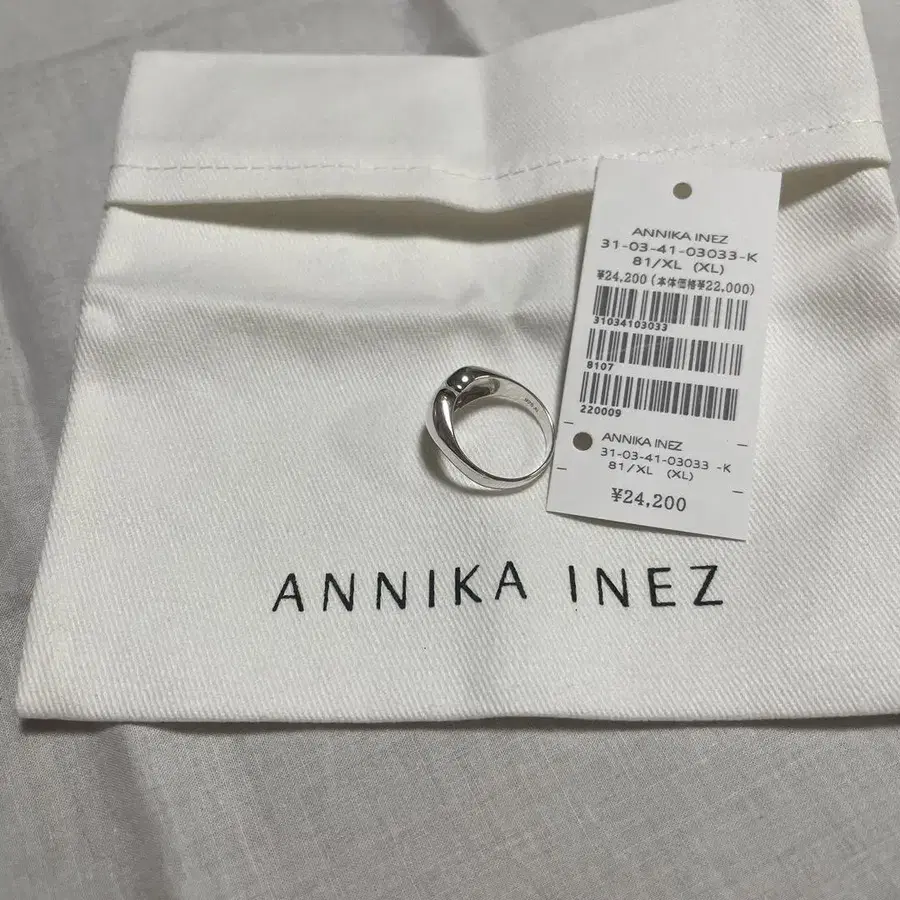 ANNIKA INEZ
31-03-41-03033-K
81/XL (XL)
¥24,200(本体価格¥22,000)
31034103033
8107
220009
ANNIKA INEZ
31-03-41-03033 -K
81/XL (XL)
¥24,200
ANNIKA INEZ